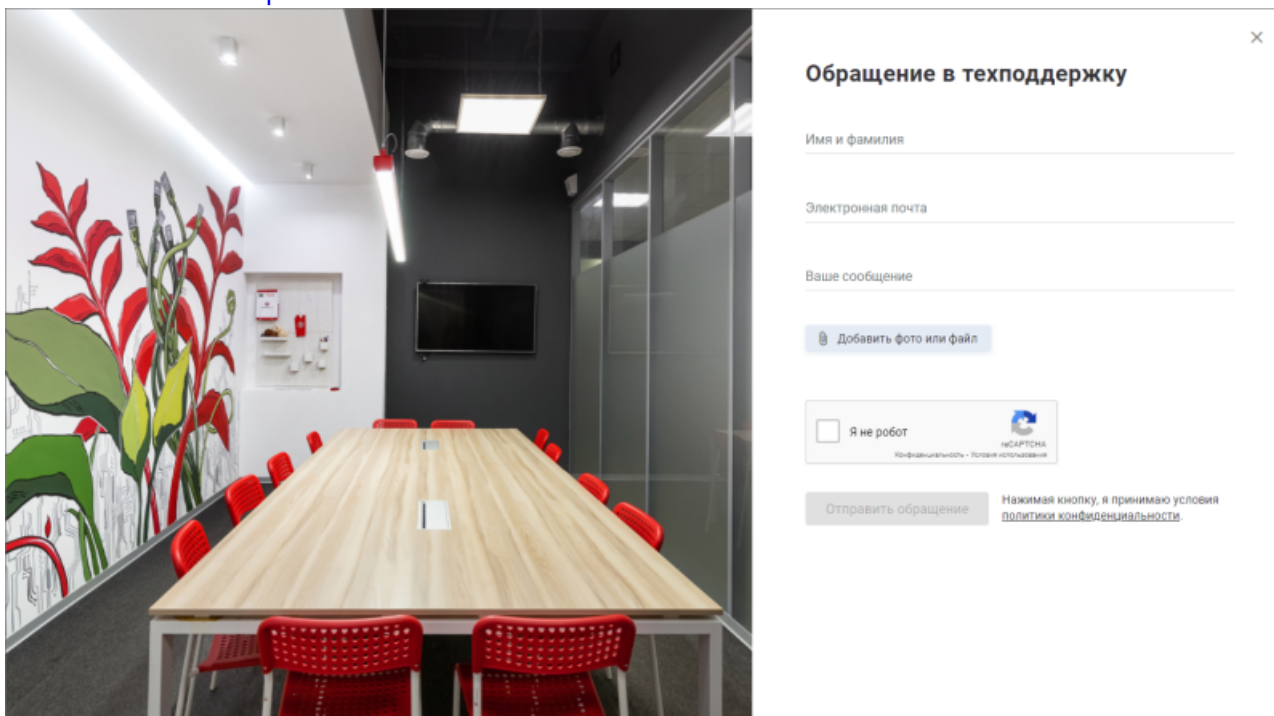 Обращение в техподдержку
Имя и фамилия
Электронная почта
Ваше сообщение
Добавить фото или файл
Я не робот
reCAPTCHA
Конфиденциальность - Условия использования
Отправить обращение
Нажимая кнопку, я принимаю условия
политики конфиденциальности.